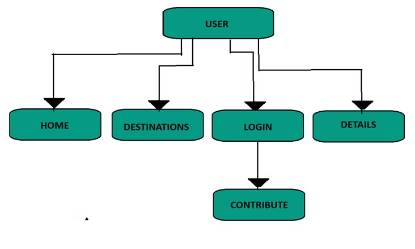 USER
HOME
DESTINATIONS
LOGIN
DETAILS
CONTRIBUTE